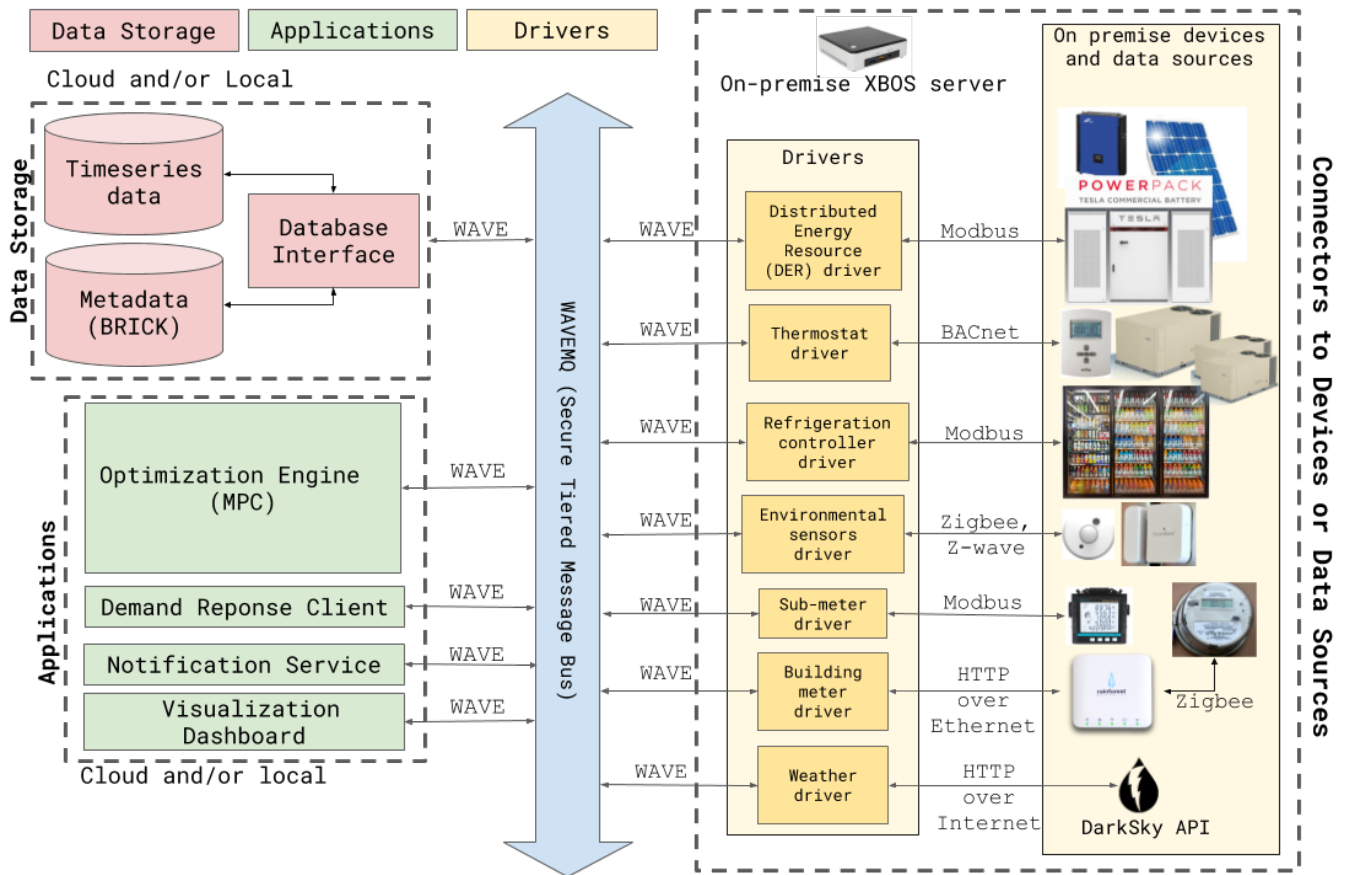 Data Storage
Applications
Drivers
Cloud and/or Local
Data Storage
Timeseries
data
Metadata
(BRICK)
Database
Interface
WAVE
Applications
Optimization Engine
(MPC)
WAVE
Demand Reponse Client
WAVE
Notification Service
WAVE
Visualization
Dashboard
WAVE
Cloud and/or local
WAVEMQ (Secure Tiered Message Bus)
On-premise XBOS server
Drivers
WAVE
Distributed
Energy
Resource
(DER) driver
Modbus
WAVE
Thermostat
driver
BACnet
WAVE
Refrigeration
controller
driver
Modbus
WAVE
Environmental
sensors
driver
Zigbee,
Z-wave
WAVE
Sub-meter
driver
Modbus
WAVE
Building
meter
driver
HTTP
over
Ethernet
WAVE
Weather
driver
HTTP
over
Internet
On premise devices
and data sources
POWERPACK
TESLA COMMERCIAL BATTERY
TESLA
rainforest
Zigbee
DarkSky API
Connectors to Devices or Data Sources